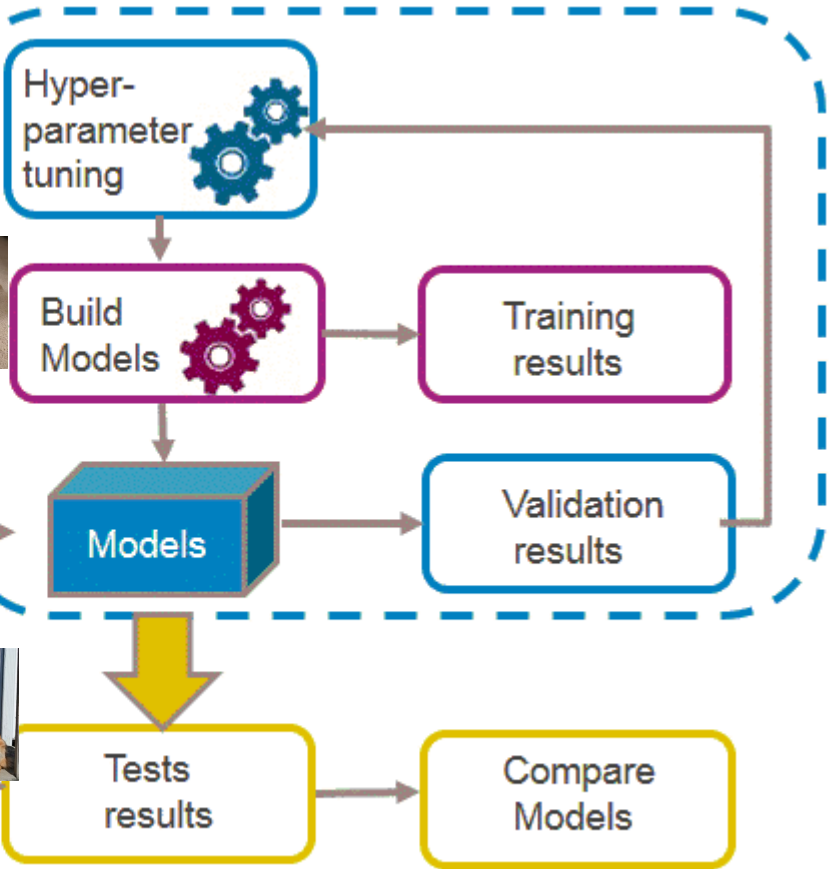 Hyper-
parameter
tuning
Build
Models
Training
results
Models
Validation
results
Tests
results
Compare
Models